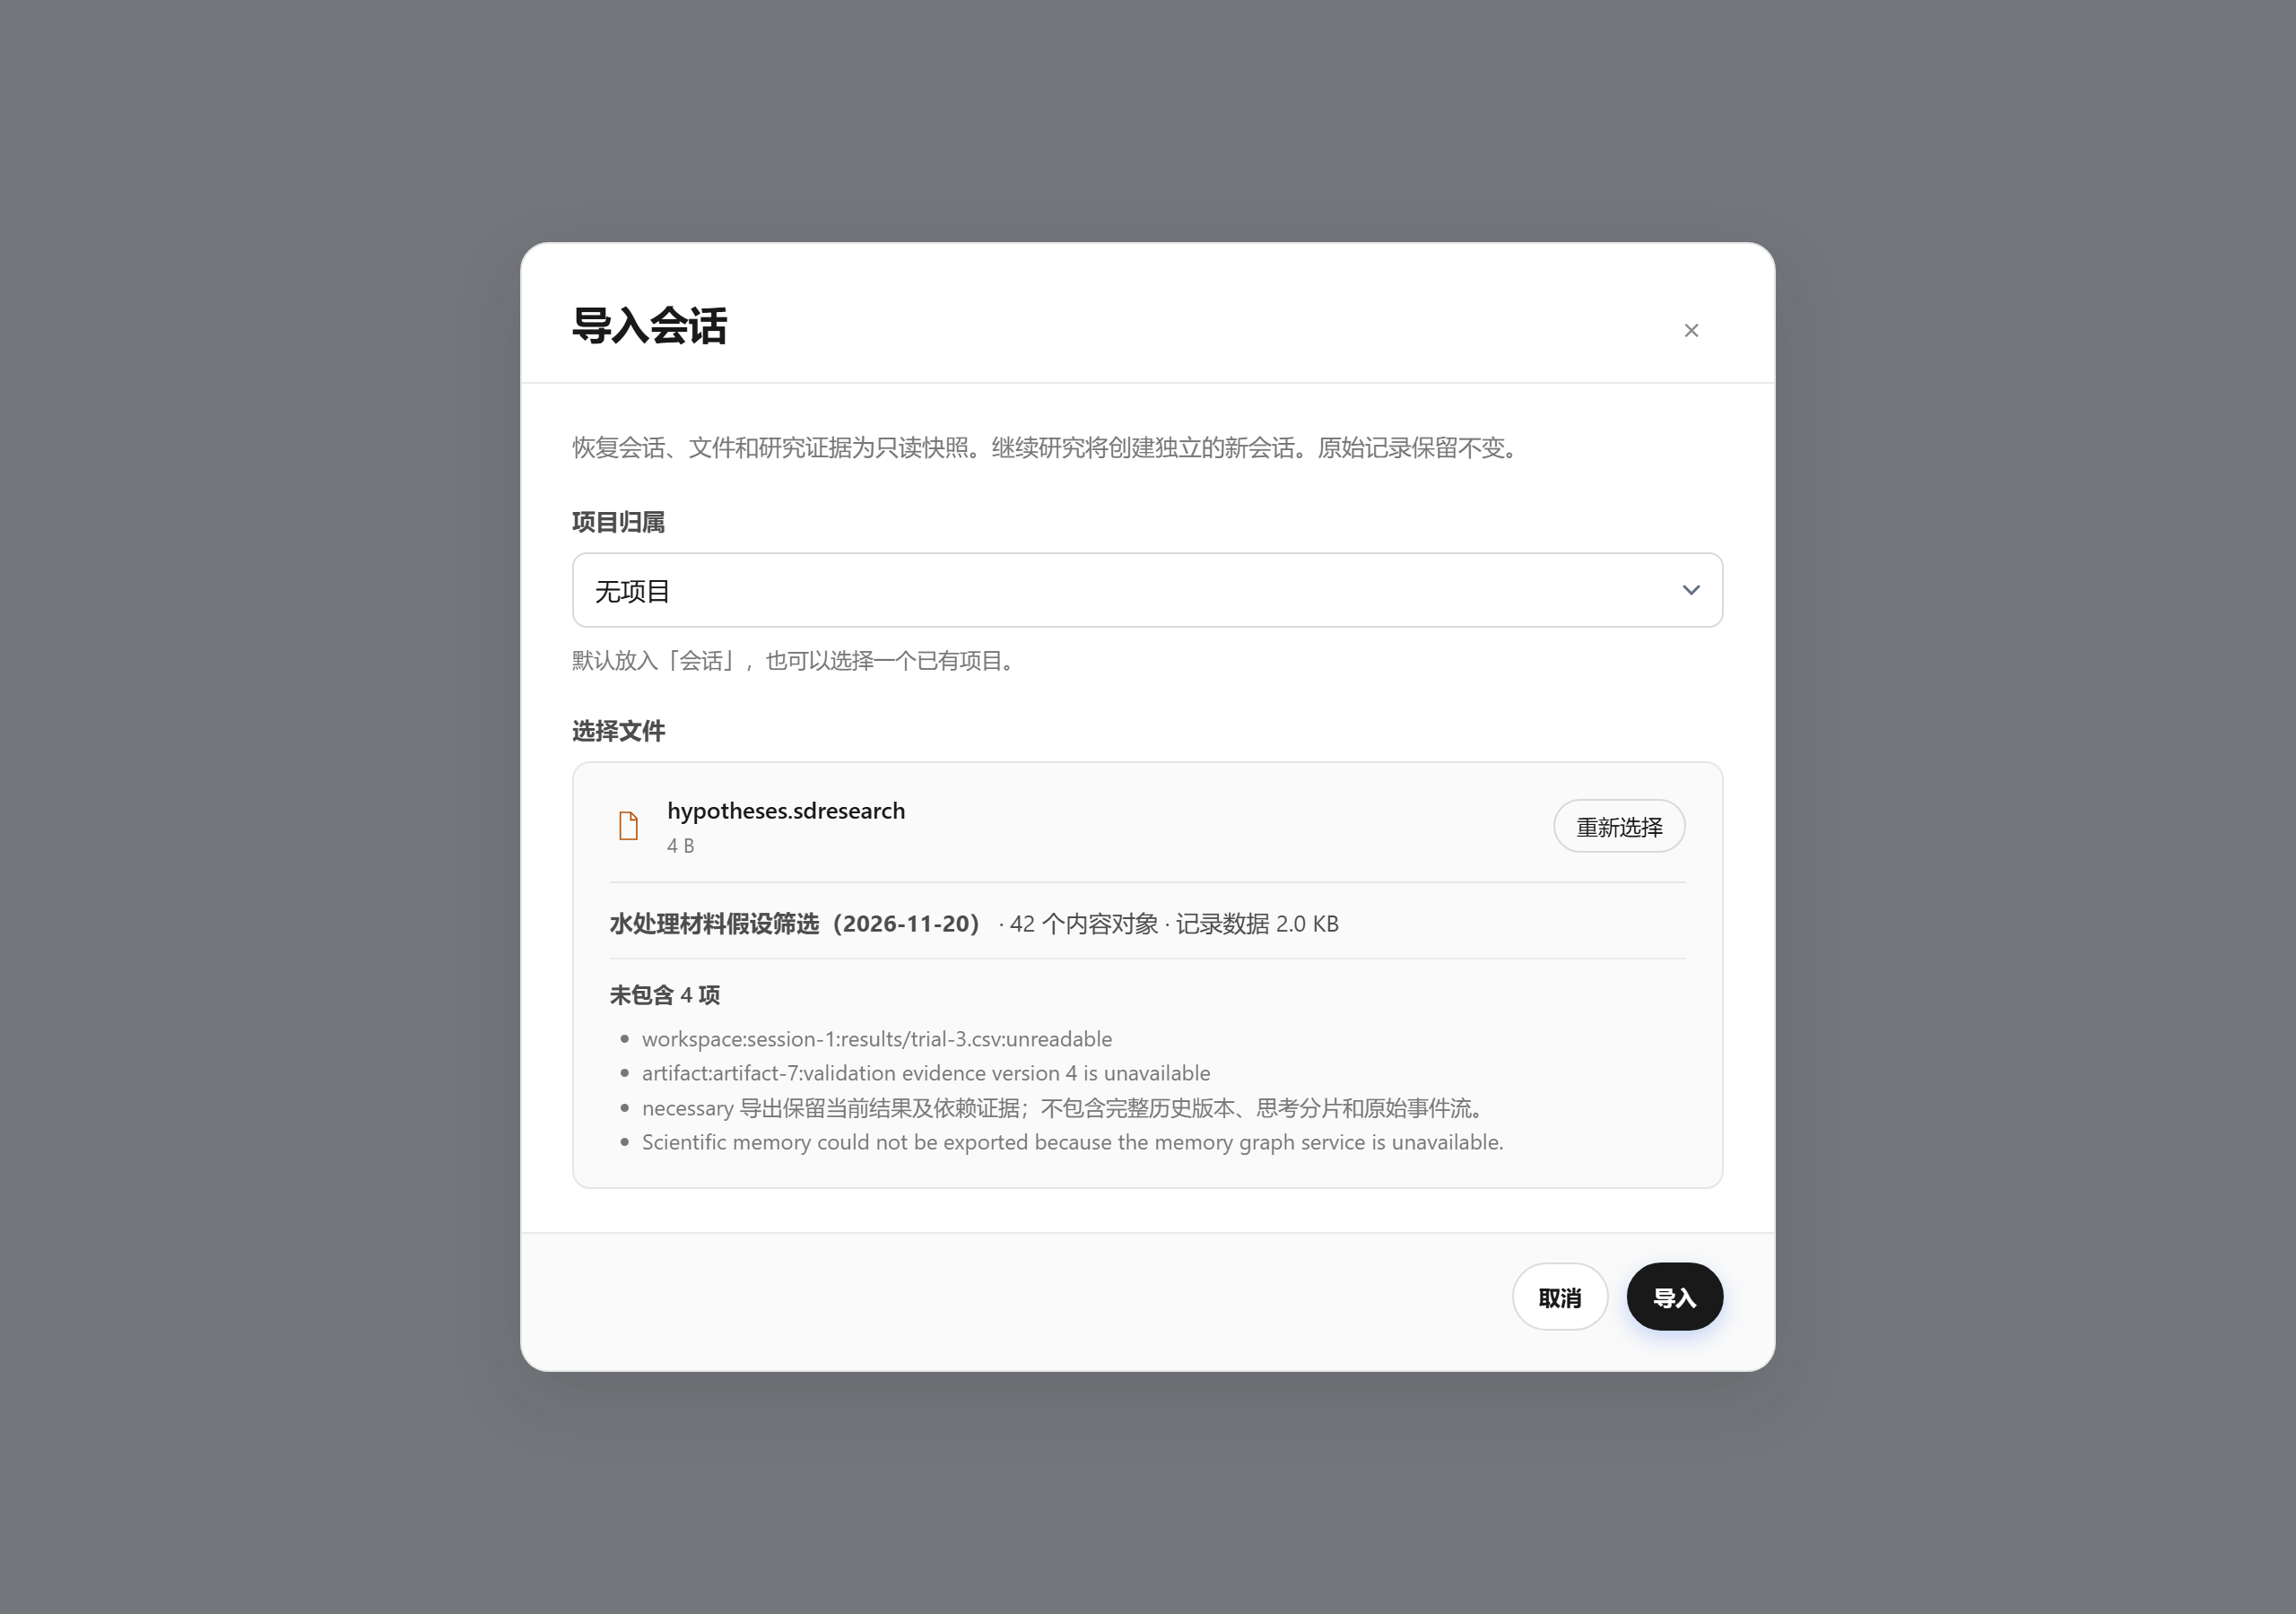 导入会话
×
恢复会话、文件和研究证据为只读快照。继续研究将创建独立的新会话。原始记录保留不变。
项目归属
无项目
默认放入「会话」，也可以选择一个已有项目。
选择文件
hypotheses.sdresearch
4 B
重新选择
水处理材料假设筛选（2026-11-20） · 42 个内容对象 · 记录数据 2.0 KB
未包含 4 项
• workspace:session-1:results/trial-3.csv:unreadable
• artifact:artifact-7:validation evidence version 4 is unavailable
• necessary 导出保留当前结果及依赖证据；不包含完整历史版本、思考分片和原始事件流。
• Scientific memory could not be exported because the memory graph service is unavailable.
取消
导入